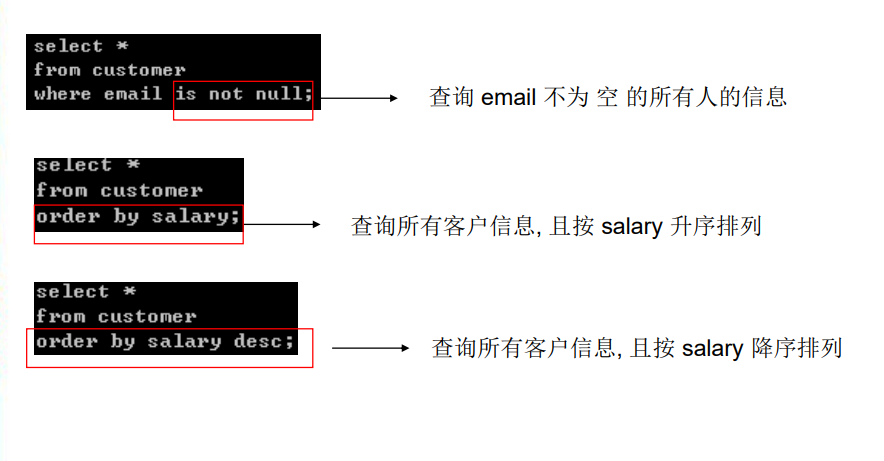 select *
from customer
where email is not null;
查询 email 不为 空 的所有人的信息
select *
from customer
order by salary;
查询所有客户信息, 且按 salary 升序排列
select *
from customer
order by salary desc;
查询所有客户信息, 且按 salary 降序排列